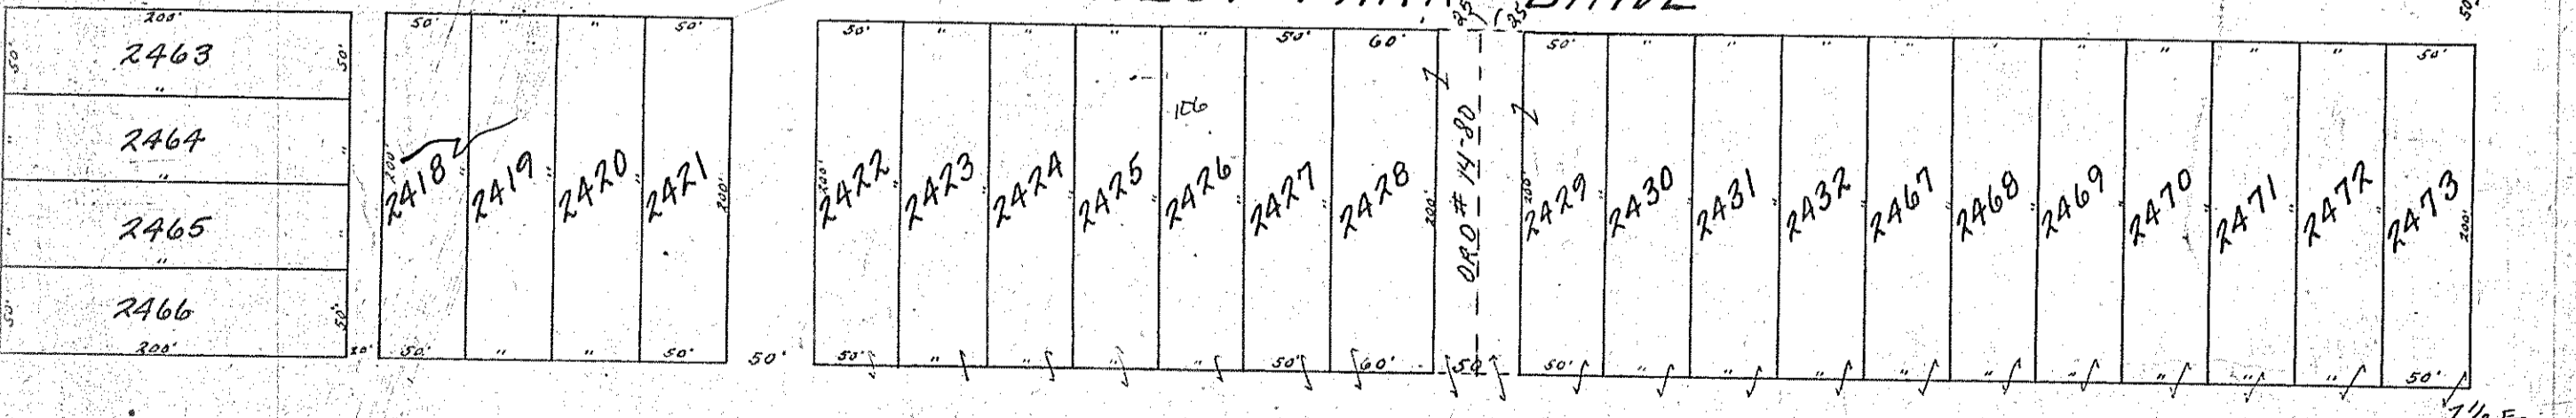 DRIVE
25' 25' 50'
200' 50' " " 50' 50' " " " " 50' 60' 50' " " " " " " " " " 50'
50' 2463 50'
"
" 2464 "
"
" 2465 "
"
50' 2466 50'
200'
106
200' 2418 " 2419 " 2420 " 2421 200'
200' 2422 " 2423 " 2424 " 2425 " 2426 " 2427 " 2428 200'
ORD # 14-80
200' 2429 " 2430 " 2431 " 2432 " 2467 " 2468 " 2469 " 2470 " 2471 " 2472 " 2473 200'
50' " " 50' 50' 50' " " " " 50' 60' 50 50' " " " " " " " " " 50'